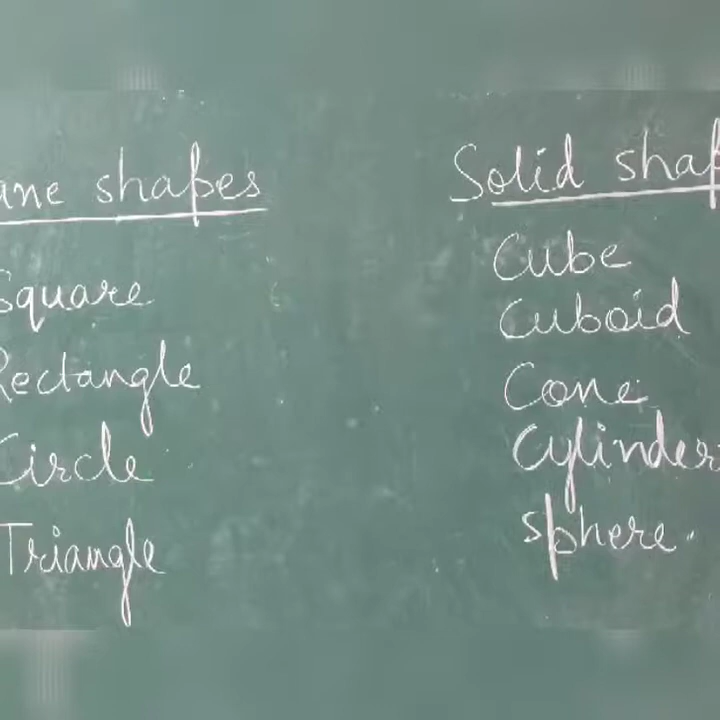 ane shapes
Square
Rectangle
Circle
Triangle
Solid shap
Cube
Cuboid
Cone
Cylinder
Sphere.